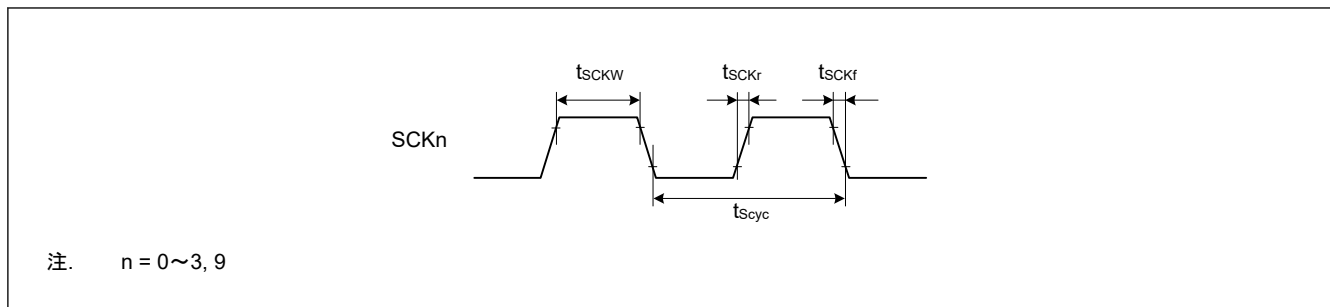 tSCKW tSCKr tSCKf
SCKn
tScyc
注. n = 0～3, 9